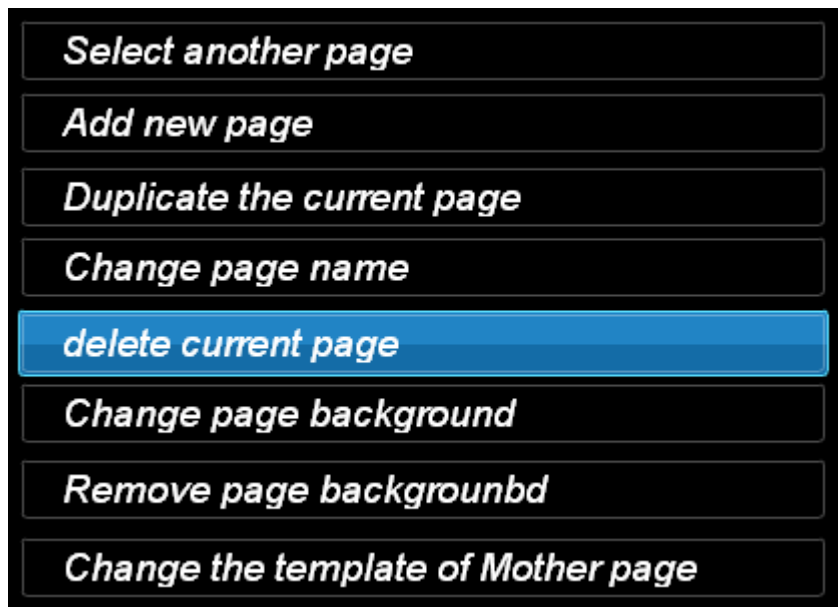 Select another page
Add new page
Duplicate the current page
Change page name
delete current page
Change page background
Remove page backgrounbd
Change the template of Mother page